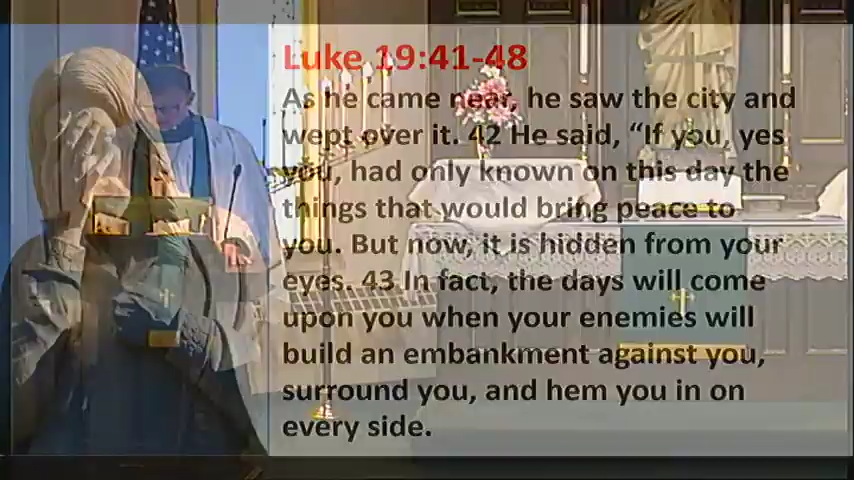 Luke 19:41-48
As he came near, he saw the city and
wept over it. 42 He said, “If you, yes
you, had only known on this day the
things that would bring peace to
you. But now, it is hidden from your
eyes. 43 In fact, the days will come
upon you when your enemies will
build an embankment against you,
surround you, and hem you in on
every side.